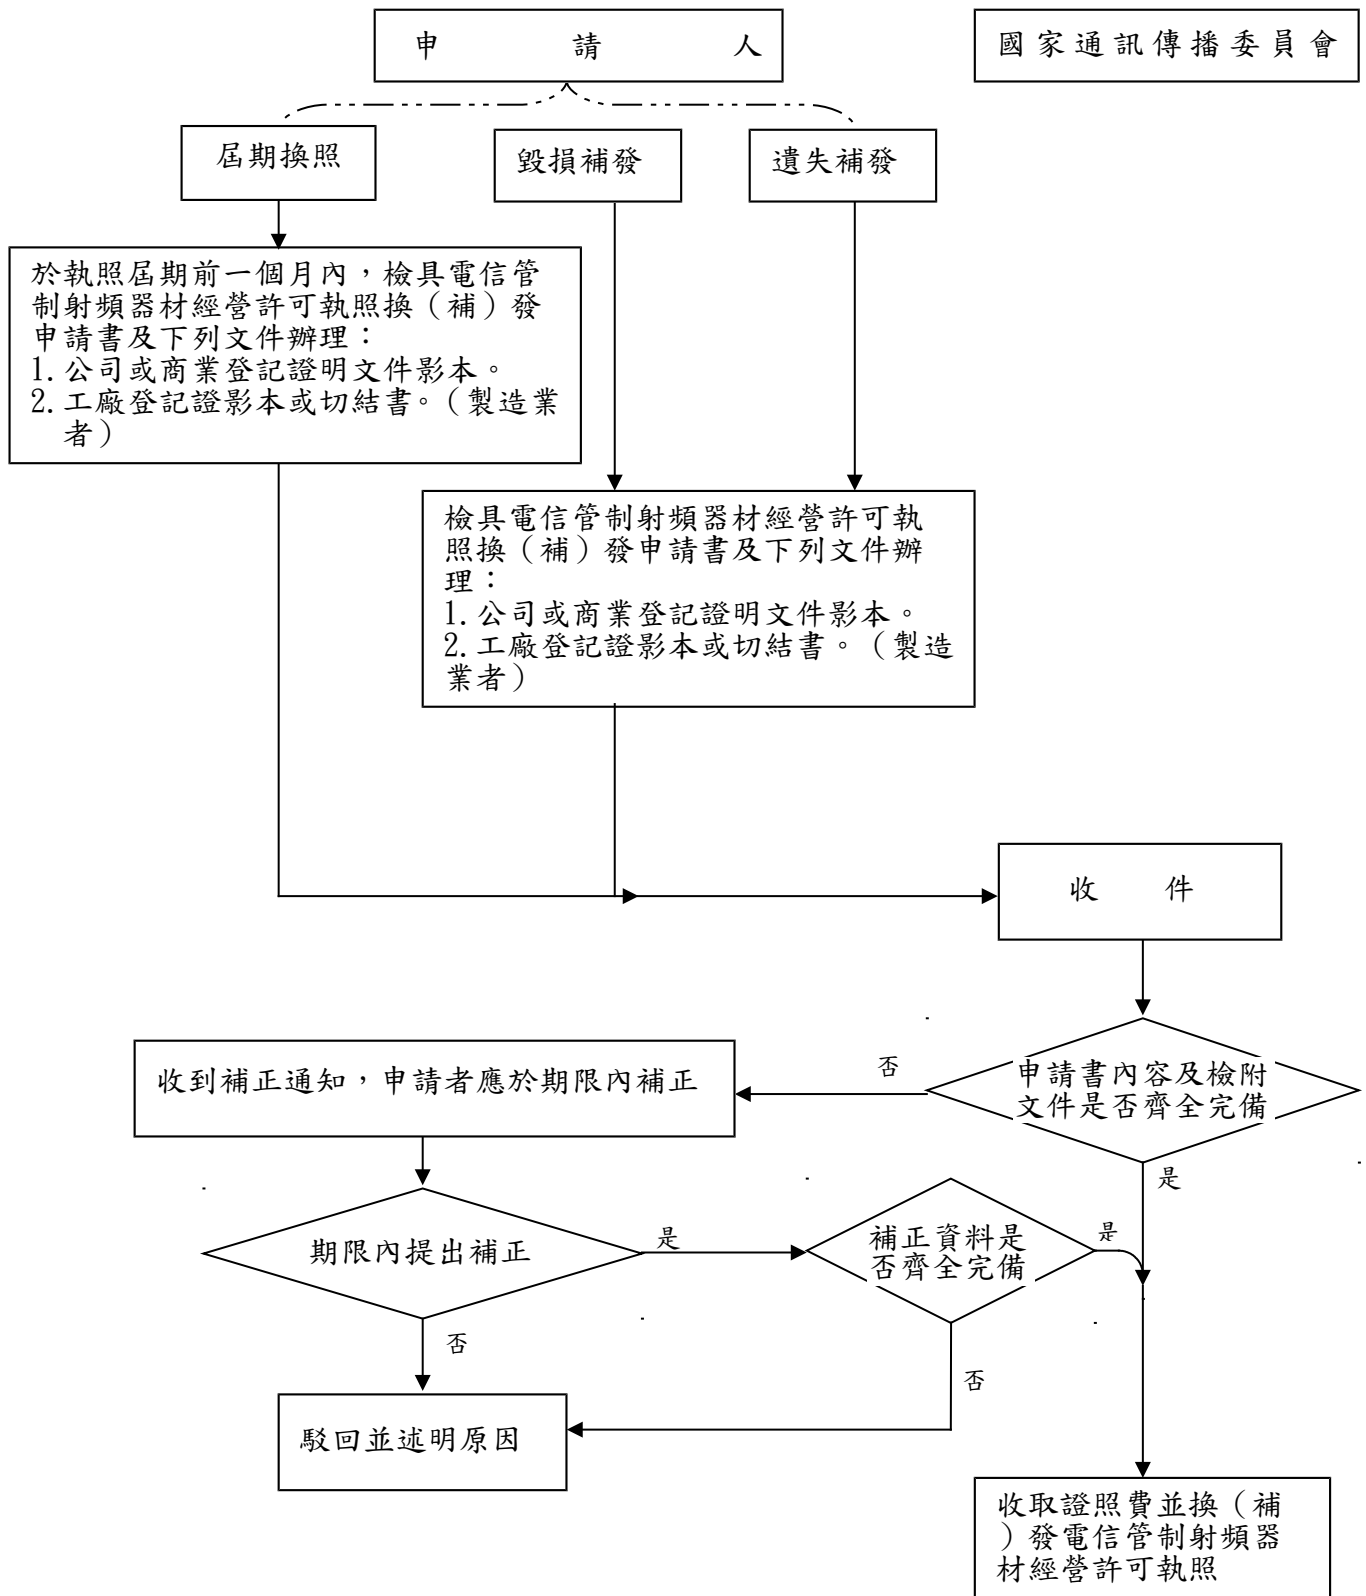 申請人
國家通訊傳播委員會
屆期換照
毀損補發
遺失補發
於執照屆期前一個月內,檢具電信管
制射頻器材經營許可執照換(補)發
申請書及下列文件辦理:
1.公司或商業登記證明文件影本。
2.工廠登記證影本或切結書。(製造業
者)
檢具電信管制射頻器材經營許可執
照換(補)發申請書及下列文件辦
理:
1.公司或商業登記證明文件影本。
2.工廠登記證影本或切結書。(製造
業者)
收件
申請書內容及檢附
文件是否齊全完備
否
是
收到補正通知,申請者應於期限內補正
期限內提出補正
是
否
補正資料是
否齊全完備
是
否
駁回並述明原因
收取證照費並換(補
)發電信管制射頻器
材經營許可執照